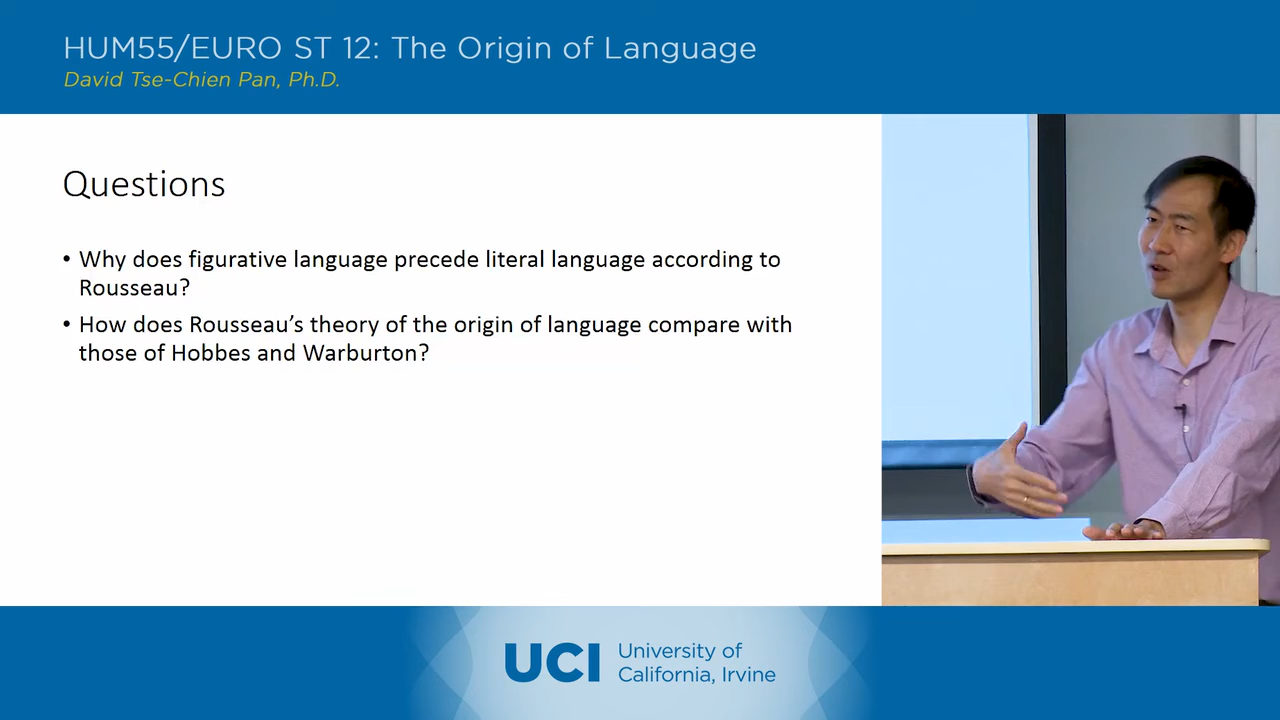 HUM55/EURO ST 12: The Origin of Language
David Tse-Chien Pan, Ph.D.
Questions
• Why does figurative language precede literal language according to
Rousseau?
• How does Rousseau’s theory of the origin of language compare with
those of Hobbes and Warburton?
UCI University of
California, Irvine